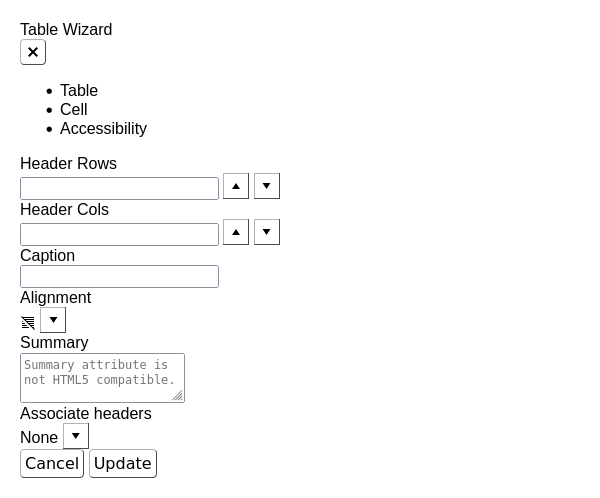 Table Wizard
✕
Table
Cell
Accessibility
Header Rows
Header Cols
Caption
Alignment
Summary
Summary attribute is
not HTML5 compatible.
Associate headers
None
Cancel Update